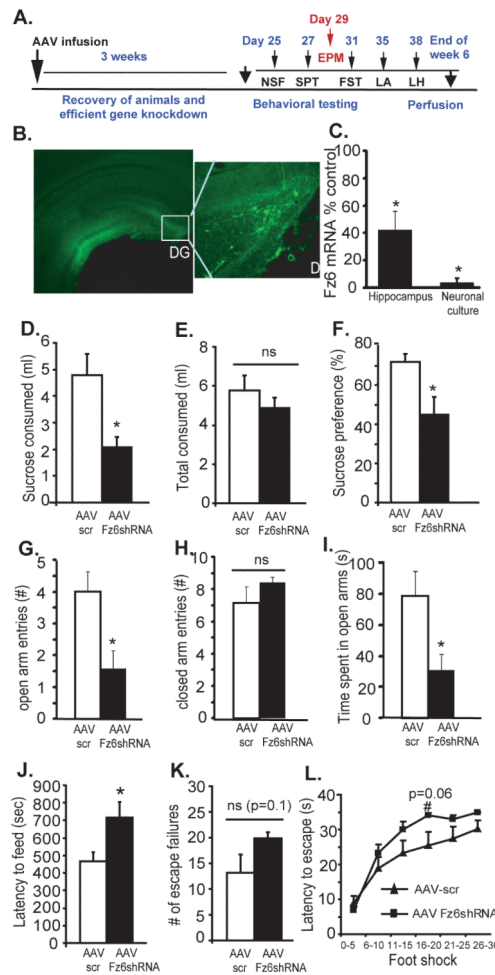 A.
AAV infusion
3 weeks
Day 25
27
Day 29
EPM
31
35
38
End of
week 6
NSF
SPT
FST
LA
LH
Recovery of animals and
efficient gene knockdown
Behavioral testing
Perfusion
B.
DG
D
C.
Fz6 mRNA % control
100
80
60
40
20
0
*
*
Hippocampus
Neuronal
culture
D.
Sucrose consumed (ml)
6
5
4
3
2
1
0
*
AAV
scr
AAV
Fz6shRNA
E.
Total consumed (ml)
8
6
4
2
0
ns
AAV
scr
AAV
Fz6shRNA
F.
Sucrose preference (%)
80
60
40
20
0
*
AAV
scr
AAV
Fz6shRNA
G.
open arm entries (#)
5
4
3
2
1
0
*
AAV
scr
AAV
Fz6shRNA
H.
closed arm entries (#)
10
8
6
4
2
0
ns
AAV
scr
AAV
Fz6shRNA
I.
Time spent in open arms (s)
100
80
60
40
20
0
*
AAV
scr
AAV
Fz6shRNA
J.
Latency to feed (sec)
900
800
700
600
500
400
300
200
100
0
*
AAV
scr
AAV
Fz6shRNA
K.
# of escape failures
30
25
20
15
10
5
0
ns (p=0.1)
AAV
scr
AAV
Fz6shRNA
L.
Latency to escape (s)
40
30
20
10
0
p=0.06
#
AAV-scr
AAV Fz6shRNA
0-5
6-10
11-15
16-20
21-25
26-30
Foot shock